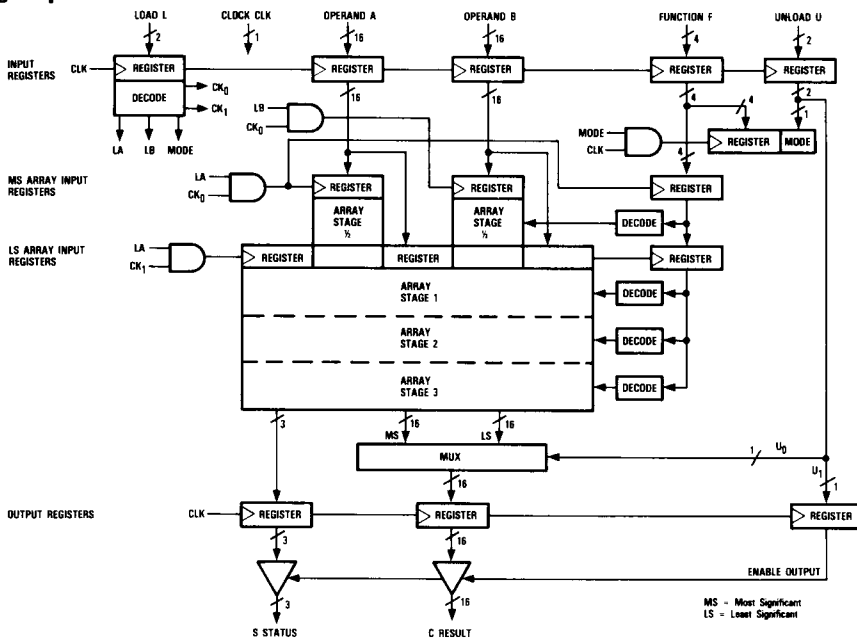 LOAD L
CLOCK CLK
OPERAND A
OPERAND B
FUNCTION F
UNLOAD U
2
1
16
16
4
2
INPUT
REGISTERS
CLK
REGISTER
REGISTER
REGISTER
REGISTER
REGISTER
DECODE
CK0
CK1
LA
LB
MODE
16
16
4
4
2
1
LB
CK0
MODE
CLK
REGISTER
MODE
4
MS ARRAY INPUT
REGISTERS
LA
CK0
REGISTER
REGISTER
REGISTER
ARRAY
STAGE
½
ARRAY
STAGE
½
DECODE
LS ARRAY INPUT
REGISTERS
LA
CK1
REGISTER
REGISTER
REGISTER
ARRAY
STAGE 1
DECODE
ARRAY
STAGE 2
DECODE
ARRAY
STAGE 3
DECODE
3
16
16
MS
LS
MUX
1
U0
U1
1
16
OUTPUT REGISTERS
CLK
REGISTER
REGISTER
REGISTER
3
16
ENABLE OUTPUT
3
16
MS = Most Significant
LS = Least Significant
S STATUS
C RESULT